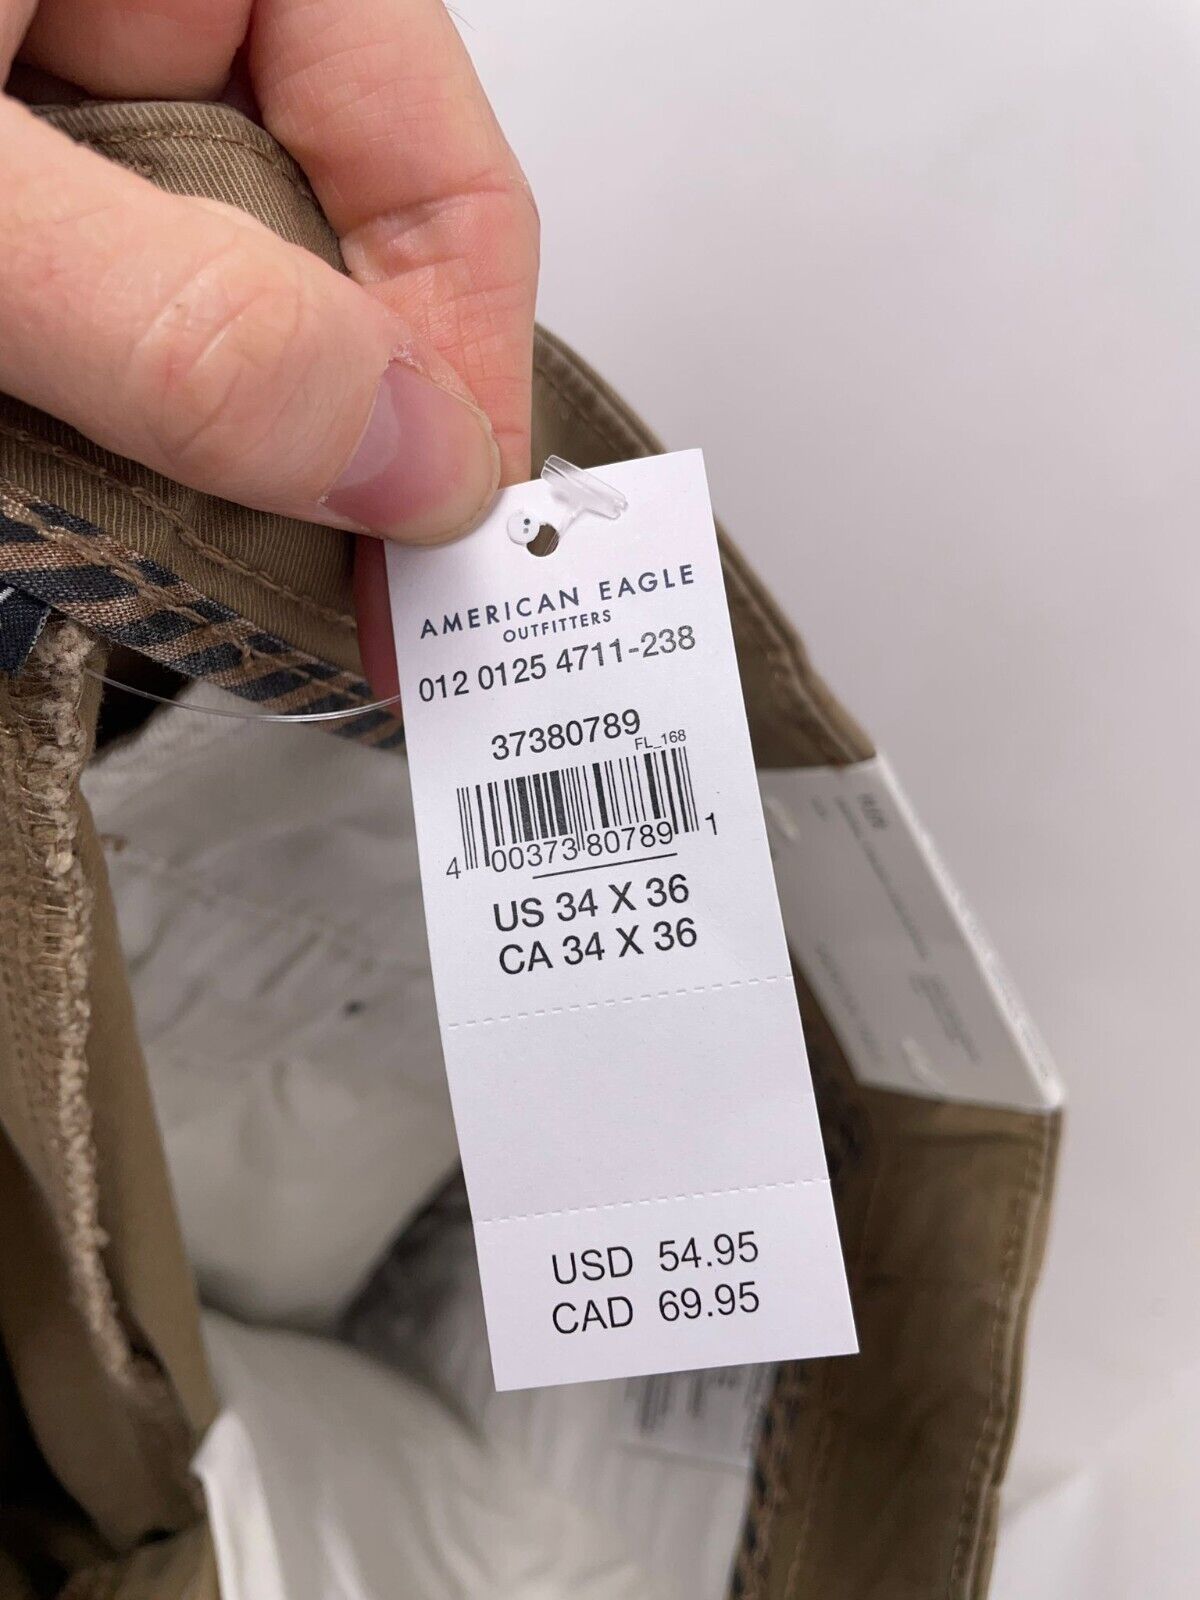 AMERICAN EAGLE
OUTFITTERS
012 0125 4711-238
37380789
FL_168
4 00373 80789 1
US 34 X 36
CA 34 X 36
USD 54.95
CAD 69.95